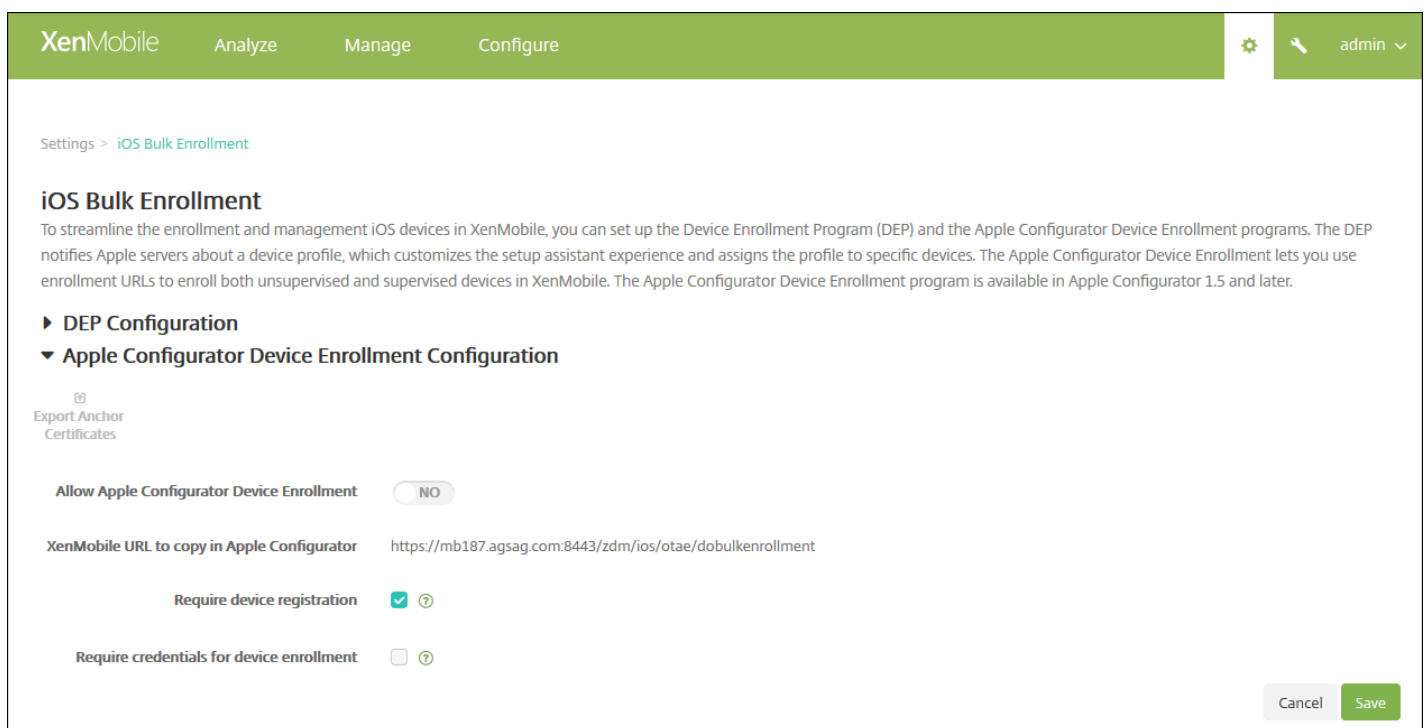 XenMobile Analyze Manage Configure admin
Settings > iOS Bulk Enrollment
iOS Bulk Enrollment
To streamline the enrollment and management iOS devices in XenMobile, you can set up the Device Enrollment Program (DEP) and the Apple Configurator Device Enrollment programs. The DEP
notifies Apple servers about a device profile, which customizes the setup assistant experience and assigns the profile to specific devices. The Apple Configurator Device Enrollment lets you use
enrollment URLs to enroll both unsupervised and supervised devices in XenMobile. The Apple Configurator Device Enrollment program is available in Apple Configurator 1.5 and later.
DEP Configuration
Apple Configurator Device Enrollment Configuration
Export Anchor
Certificates
Allow Apple Configurator Device Enrollment NO
XenMobile URL to copy in Apple Configurator https://mb187.agsag.com:8443/zdm/ios/otae/dobulkenrollment
Require device registration ?
Require credentials for device enrollment ?
Cancel Save